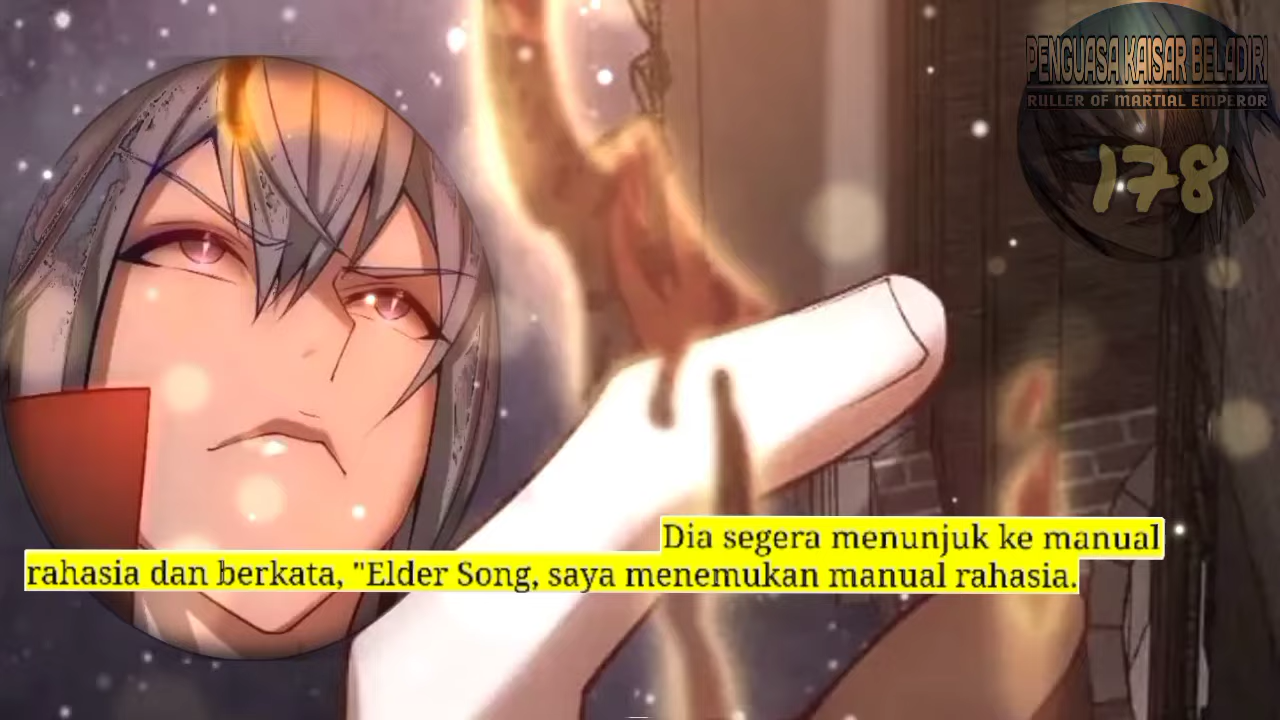 PENGUASA KAISAR BELADIRI
RULLER OF MARTIAL EMPEROR
178
Dia segera menunjuk ke manual
rahasia dan berkata, "Elder Song, saya menemukan manual rahasia.